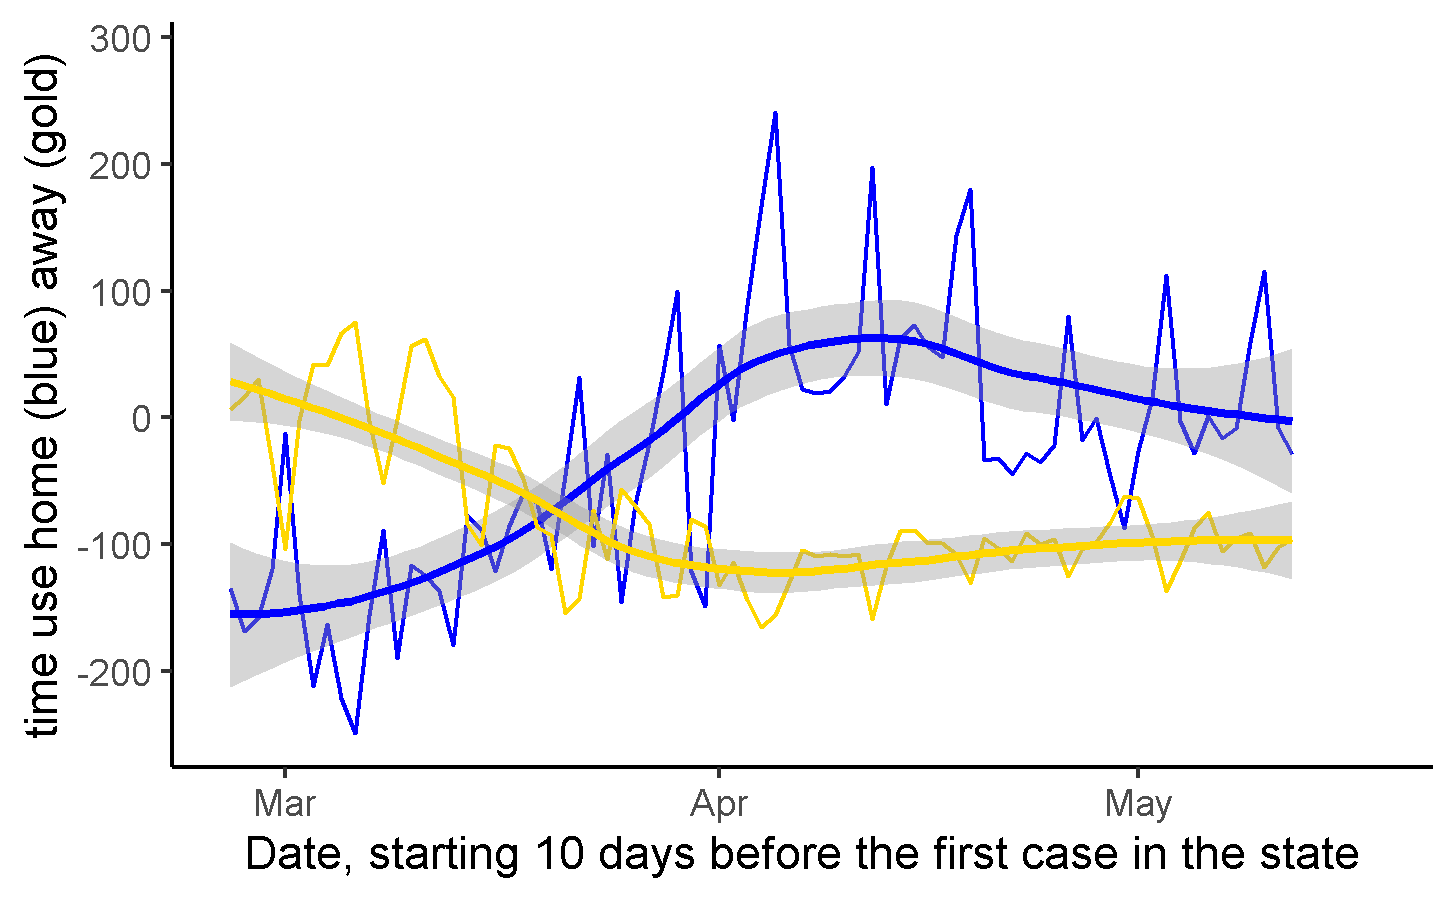 time use home (blue) away (gold)
300
200
100
0
-100
-200
Mar
Apr
May
Date, starting 10 days before the first case in the state